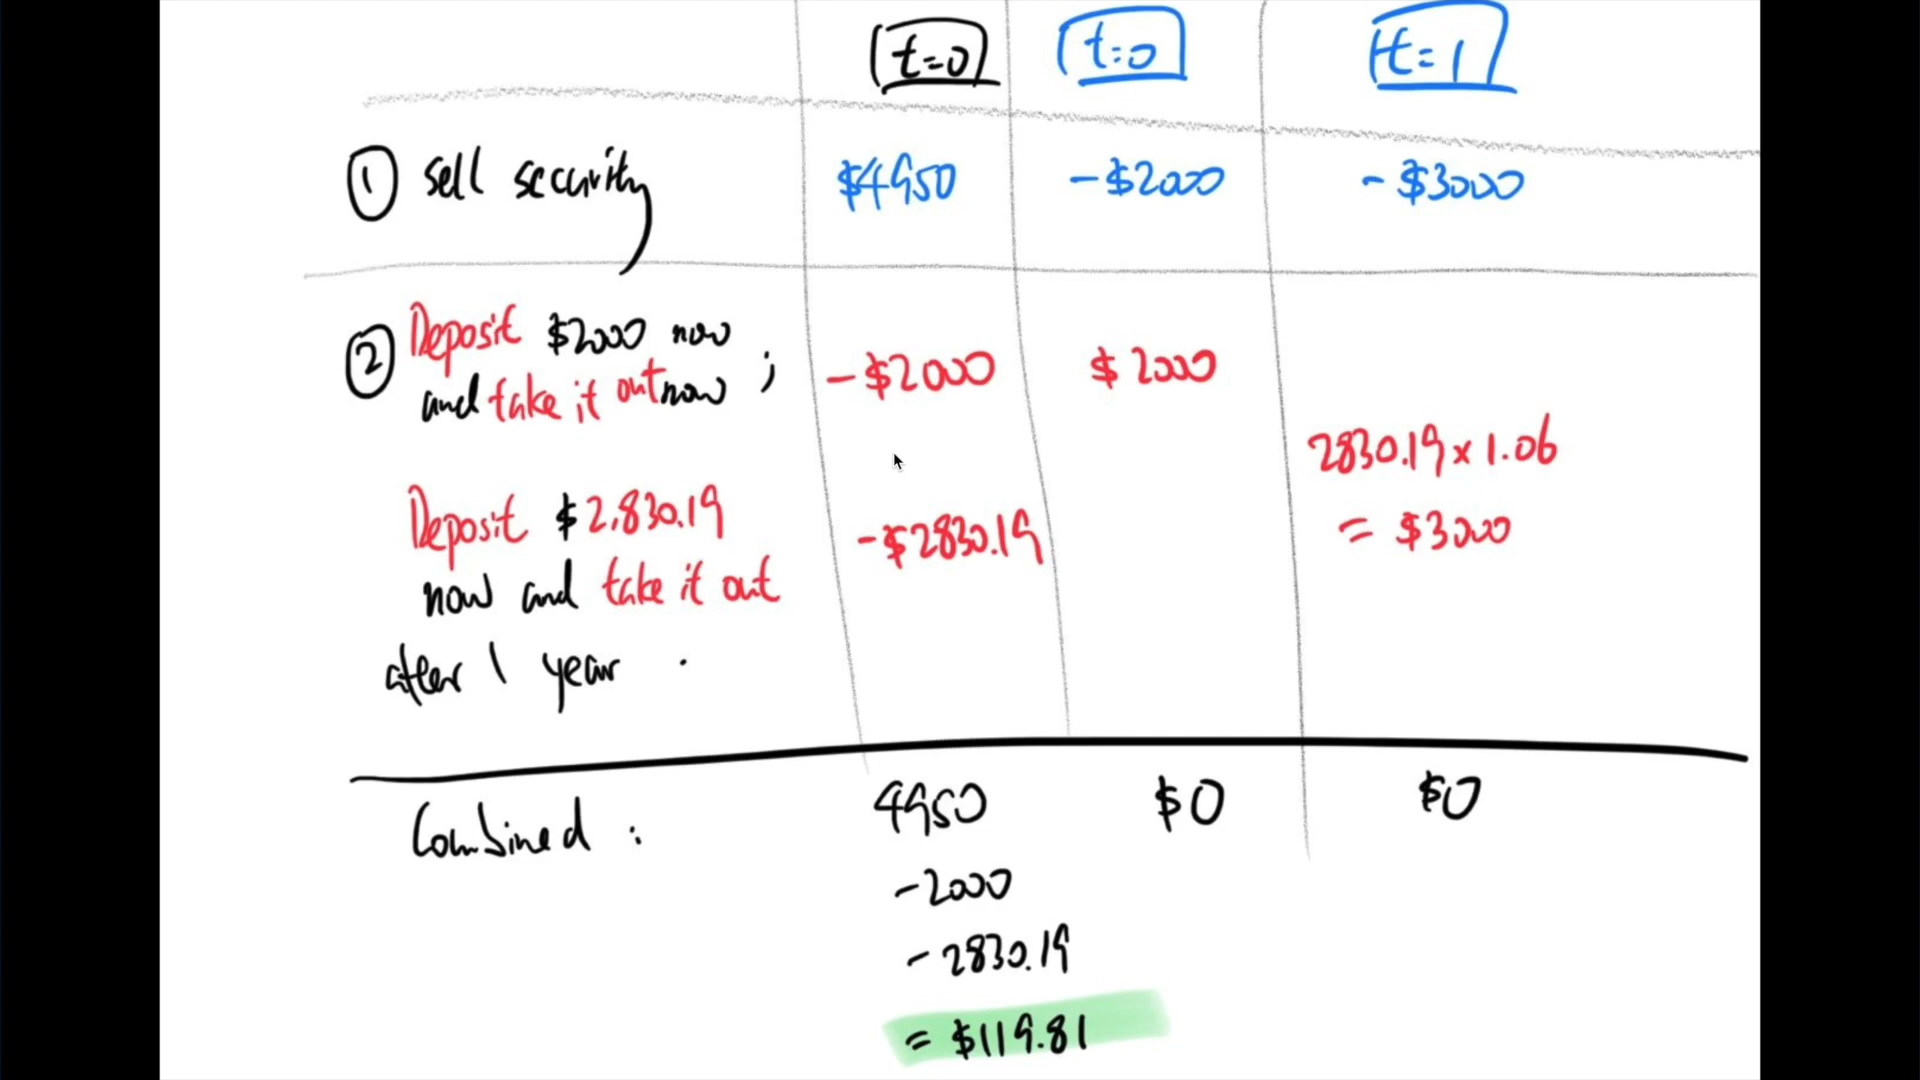 t=0 t=0 t=1
① sell security $4950 -$2000 -$3000
② Deposit $2000 now
and take it out now ; -$2000 $2000
2830.19 x 1.06
Deposit $2,830.19 -$2830.19 = $3000
now and take it out
after 1 year .
Combined : 4950 $0 $0
-2000
-2830.19
= $119.81